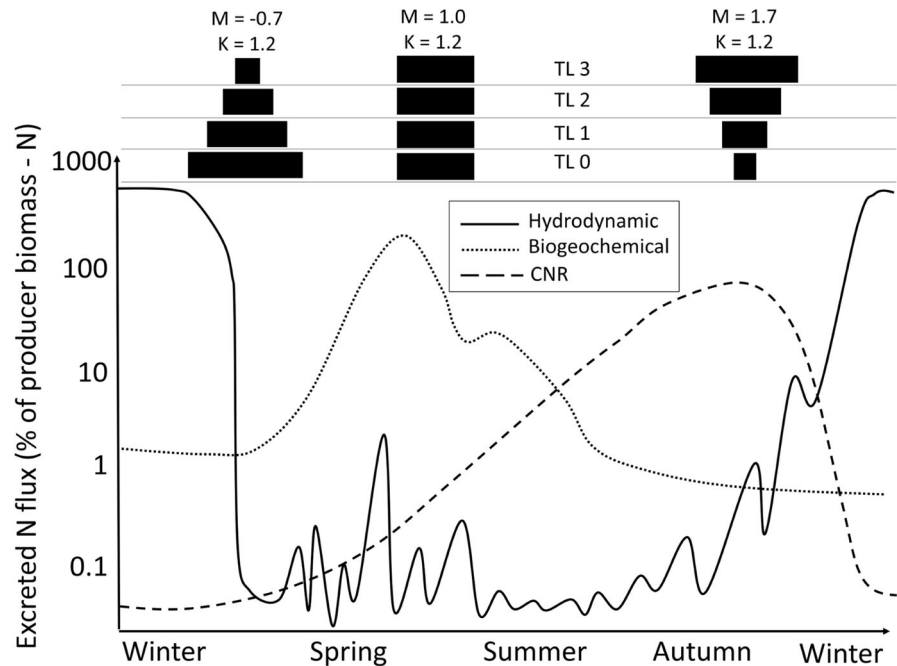 M = -0.7
K = 1.2
M = 1.0
K = 1.2
M = 1.7
K = 1.2
TL 3
TL 2
TL 1
TL 0
Excreted N flux (% of producer biomass - N)
1000
100
10
1
0.1
Hydrodynamic
Biogeochemical
CNR
Winter
Spring
Summer
Autumn
Winter